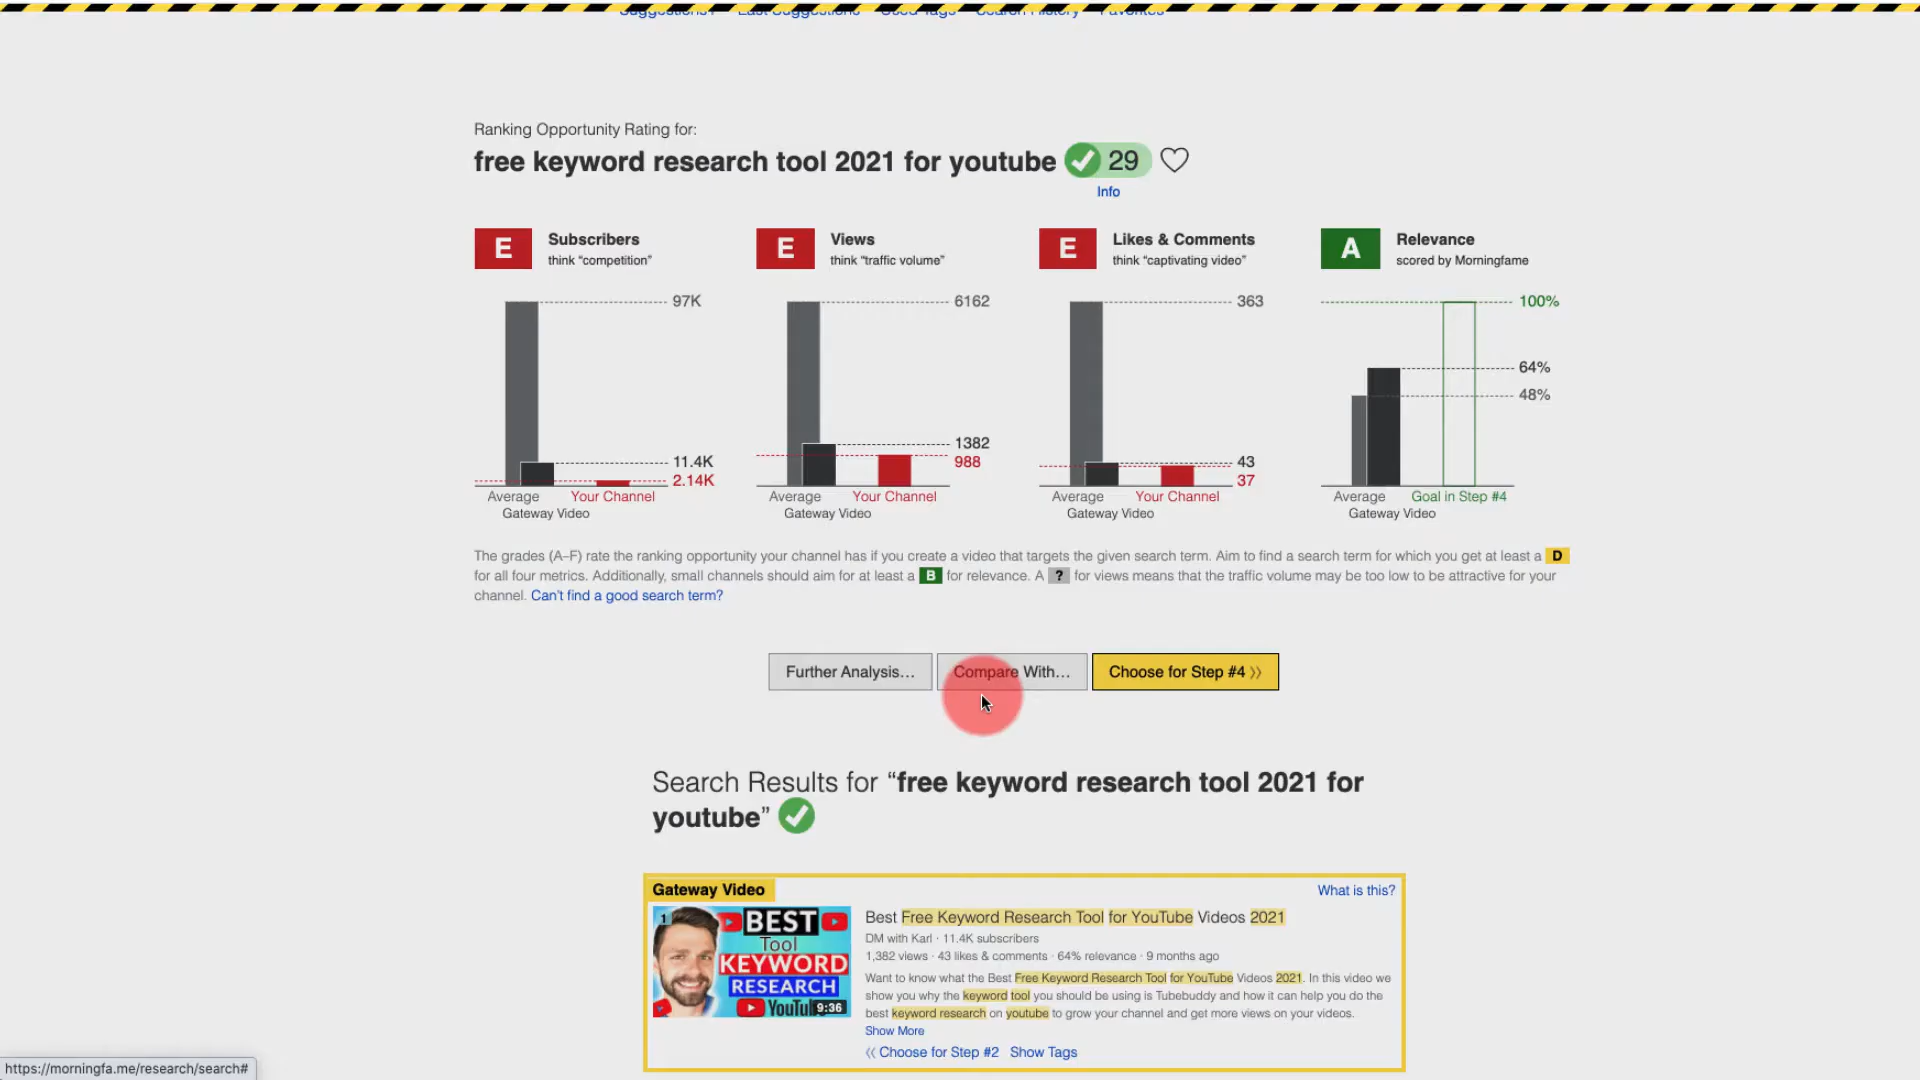 Suggestions? Last Suggestions Used Tags Search History Favorites
Ranking Opportunity Rating for:
free keyword research tool 2021 for youtube 29
Info
E Subscribers
think “competition”
97K
11.4K
2.14K
Average Your Channel
Gateway Video
E Views
think “traffic volume”
6162
1382
988
Average Your Channel
Gateway Video
E Likes & Comments
think “captivating video”
363
43
37
Average Your Channel
Gateway Video
A Relevance
scored by Morningfame
100%
64%
48%
Average Goal in Step #4
Gateway Video
The grades (A–F) rate the ranking opportunity your channel has if you create a video that targets the given search term. Aim to find a search term for which you get at least a D
for all four metrics. Additionally, small channels should aim for at least a B for relevance. A ? for views means that the traffic volume may be too low to be attractive for your
channel. Can't find a good search term?
Further Analysis... Compare With... Choose for Step #4 ⟩⟩
Search Results for “free keyword research tool 2021 for
youtube”
Gateway Video What is this?
1
BEST
Tool
KEYWORD
RESEARCH
YouTu
9:36
Best Free Keyword Research Tool for YouTube Videos 2021
DM with Karl · 11.4K subscribers
1,382 views · 43 likes & comments · 64% relevance · 9 months ago
Want to know what the Best Free Keyword Research Tool for YouTube Videos 2021. In this video we
show you why the keyword tool you should be using is Tubebuddy and how it can help you do the
best keyword research on youtube to grow your channel and get more views on your videos.
Show More
⟨⟨ Choose for Step #2 Show Tags
https://morningfa.me/research/search#